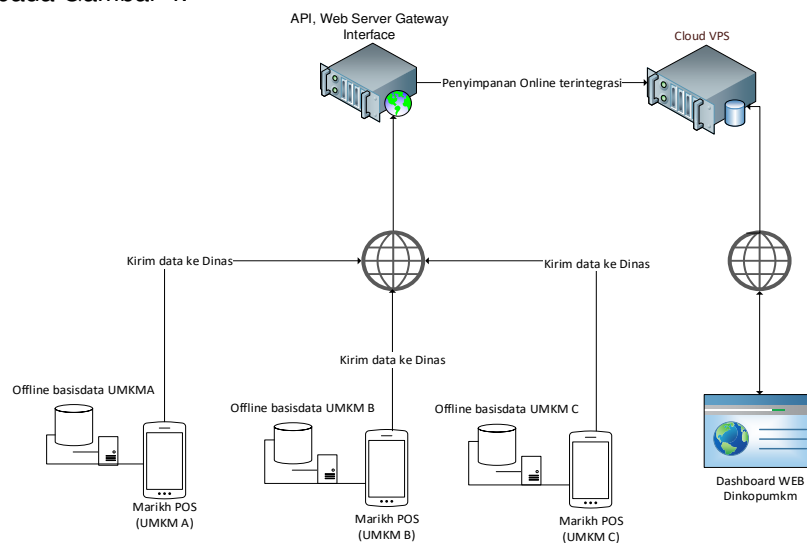 pada Gambar 4.
API, Web Server Gateway
Interface
Cloud VPS
Penyimpanan Online terintegrasi
Kirim data ke Dinas
Kirim data ke Dinas
Kirim data ke Dinas
Offline basisdata UMKMA
Offline basisdata UMKM B
Offline basisdata UMKM C
Marikh POS
(UMKM A)
Marikh POS
(UMKM B)
Marikh POS
(UMKM C)
Dashboard WEB
Dinkopumkm